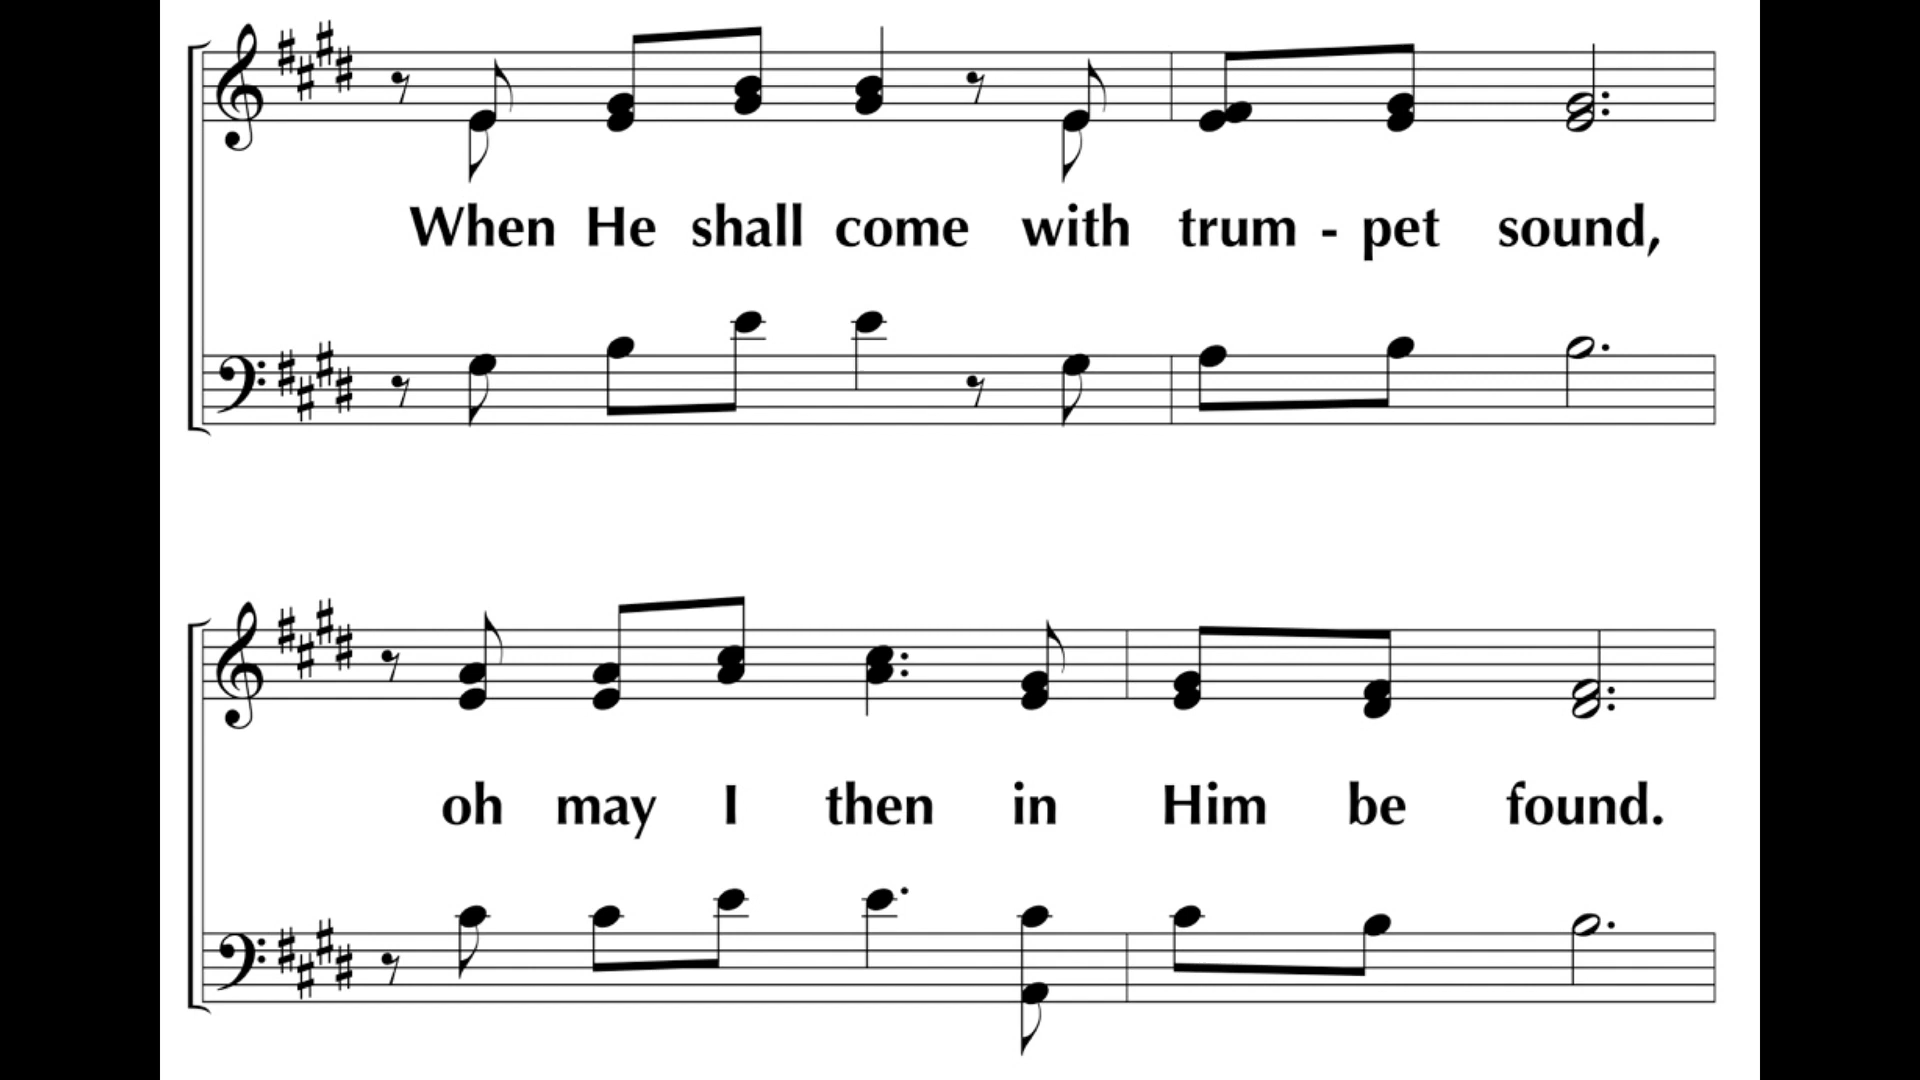 When He shall come with trum - pet sound,
oh may I then in Him be found.